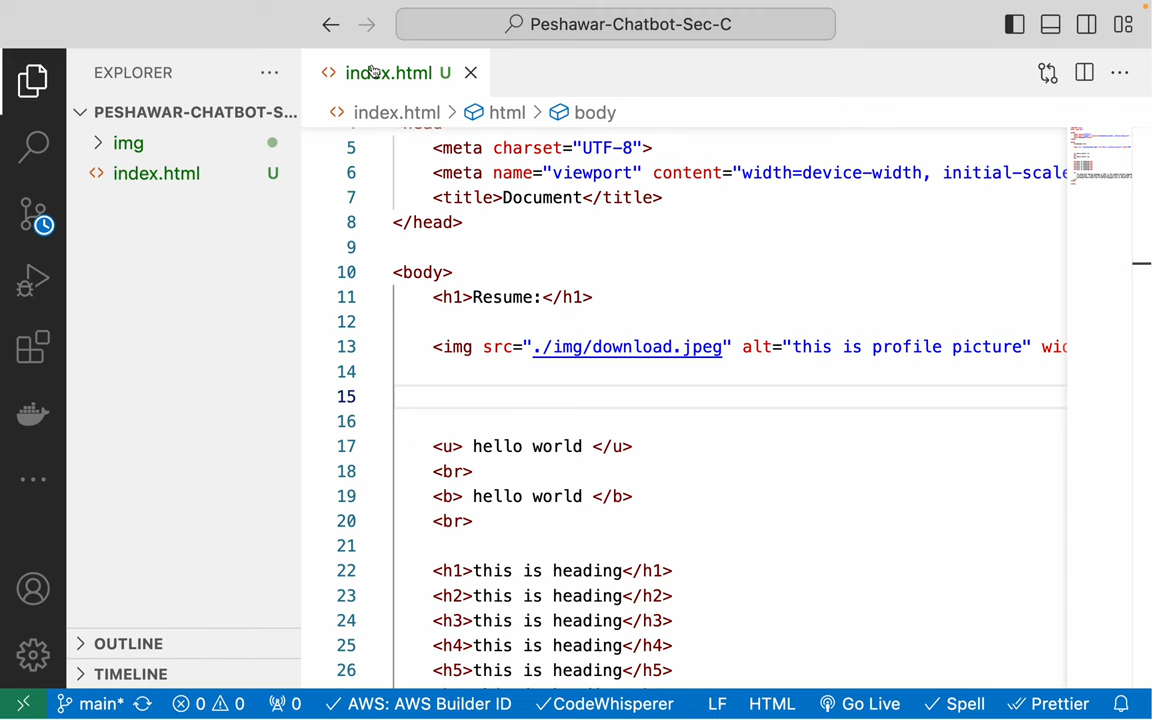 Peshawar-Chatbot-Sec-C
EXPLORER
index.html U
PESHAWAR-CHATBOT-S...
index.html > html > body
img
index.html U
5 <meta charset="UTF-8">
6 <meta name="viewport" content="width=device-width, initial-scale
7 <title>Document</title>
8 </head>
9
10 <body>
11 <h1>Resume:</h1>
12
13 <img src="./img/download.jpeg" alt="this is profile picture" wid
14
15
16
17 <u> hello world </u>
18 <br>
19 <b> hello world </b>
20 <br>
21
22 <h1>this is heading</h1>
23 <h2>this is heading</h2>
24 <h3>this is heading</h3>
25 <h4>this is heading</h4>
26 <h5>this is heading</h5>
OUTLINE
TIMELINE
main* 0 0 0 AWS: AWS Builder ID CodeWhisperer LF HTML Go Live Spell Prettier